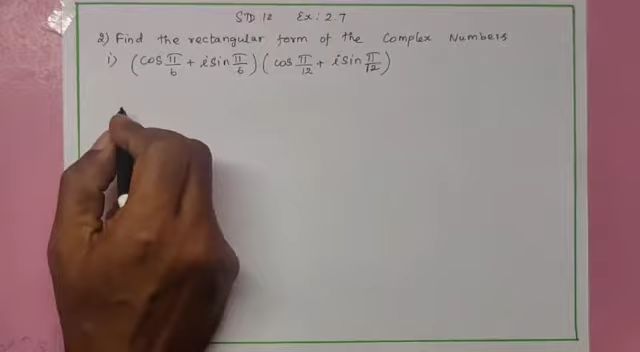 STD 12 Ex: 2.7
2) Find the rectangular form of the complex Numbers
i) (cos π/6 + i sin π/6) (cos π/12 + i sin π/12)